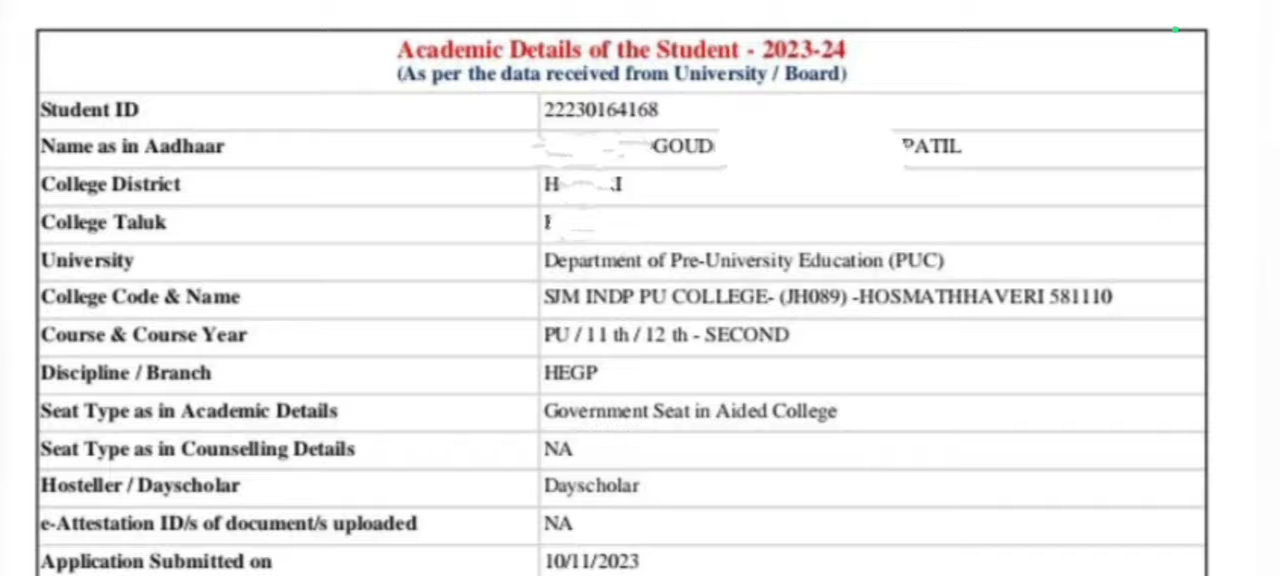 Academic Details of the Student - 2023-24
(As per the data received from University / Board)
Student ID 22230164168
Name as in Aadhaar GOUD PATIL
College District
College Taluk
University Department of Pre-University Education (PUC)
College Code & Name SJM INDP PU COLLEGE- (JH089) -HOSMATHHAVERI 581110
Course & Course Year PU / 11 th / 12 th - SECOND
Discipline / Branch HEGP
Seat Type as in Academic Details Government Seat in Aided College
Seat Type as in Counselling Details NA
Hosteller / Dayscholar Dayscholar
e-Attestation ID/s of document/s uploaded NA
Application Submitted on 10/11/2023